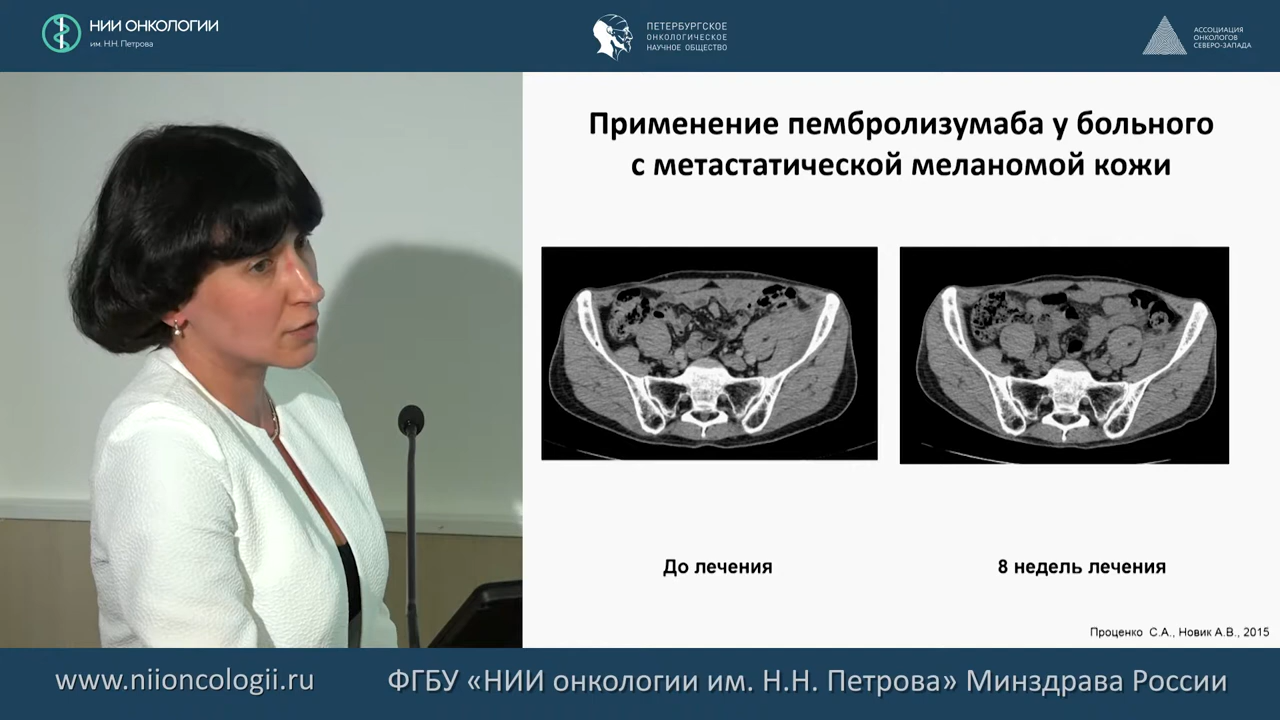 НИИ ОНКОЛОГИИ
им. Н.Н. Петрова
ПЕТЕРБУРГСКОЕ
ОНКОЛОГИЧЕСКОЕ
НАУЧНОЕ ОБЩЕСТВО
АССОЦИАЦИЯ
ОНКОЛОГОВ
СЕВЕРО-ЗАПАДА
Применение пембролизумаба у больного
с метастатической меланомой кожи
До лечения
8 недель лечения
Проценко С.А., Новик А.В., 2015
www.niioncologii.ru
ФГБУ «НИИ онкологии им. Н.Н. Петрова» Минздрава России